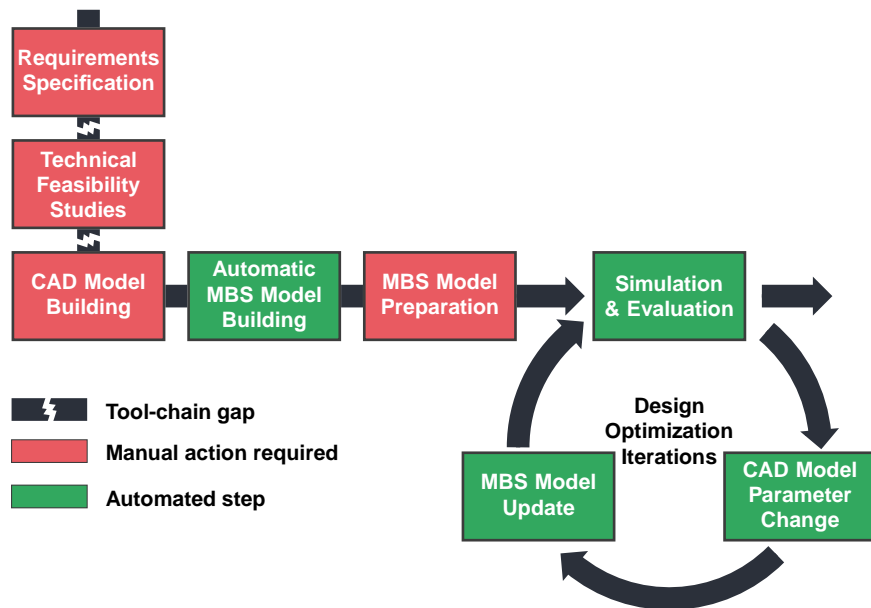 Requirements
Specification
Technical
Feasibility
Studies
CAD Model
Building
Automatic
MBS Model
Building
MBS Model
Preparation
Simulation
& Evaluation
Tool-chain gap
Manual action required
Automated step
Design
Optimization
Iterations
MBS Model
Update
CAD Model
Parameter
Change